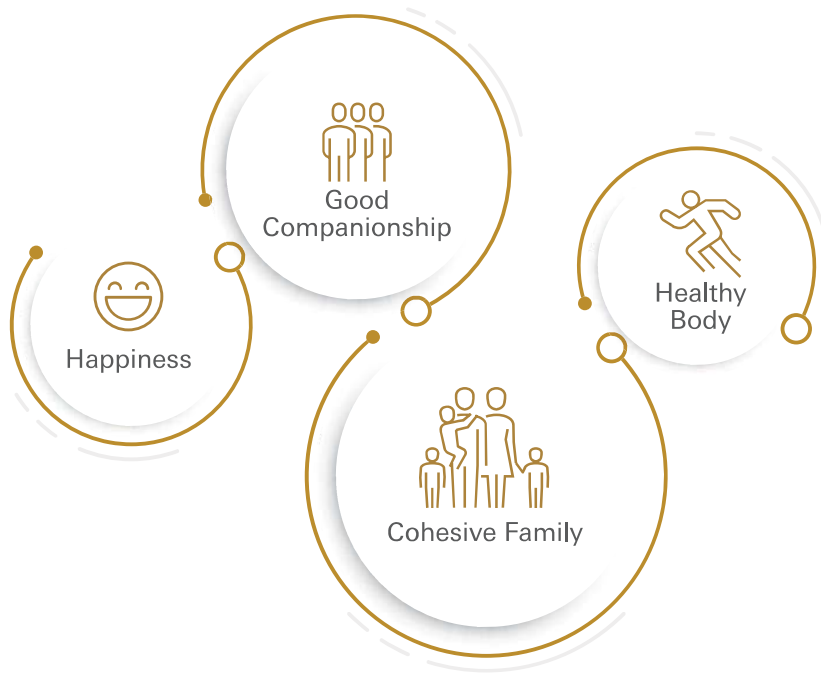 Good
Companionship
Healthy
Body
Happiness
Cohesive Family